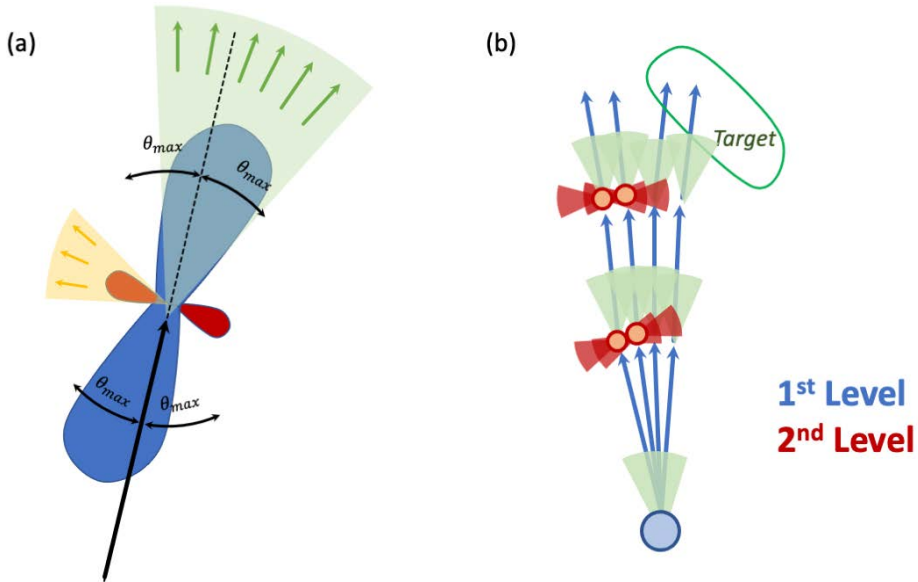 (a)
(b)
θmax
θmax
Target
θmax
θmax
1st Level
2nd Level